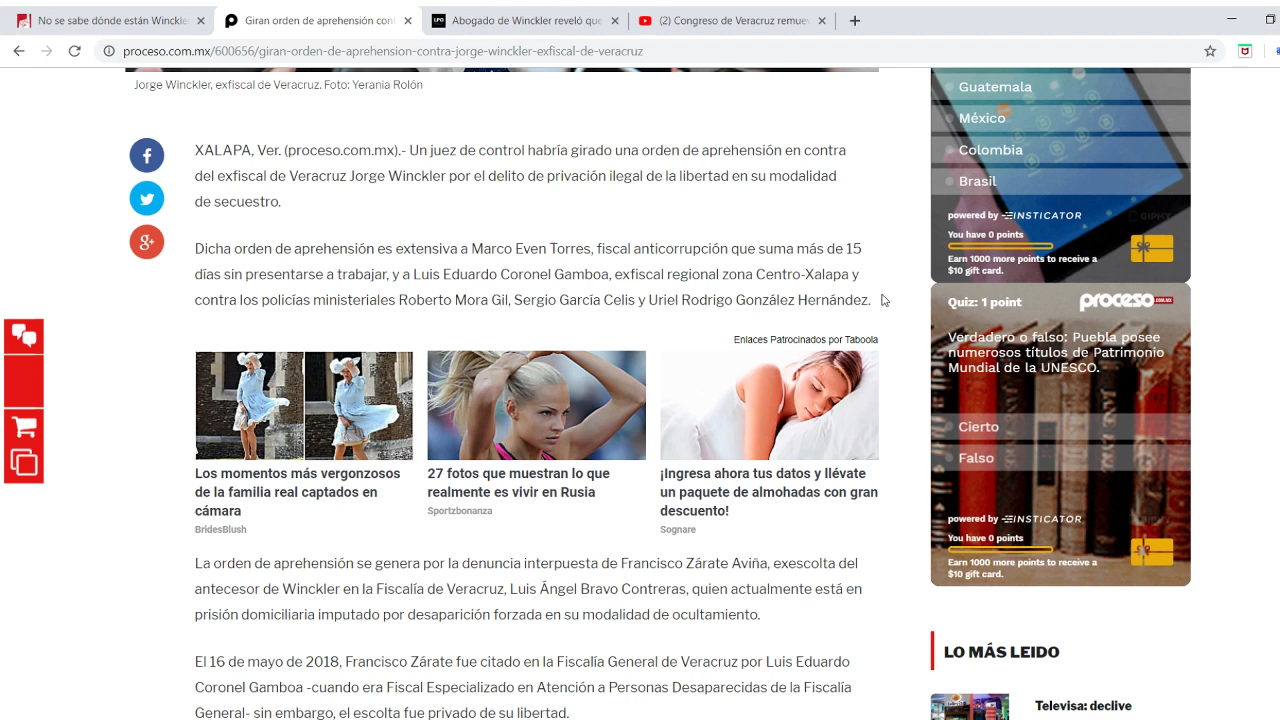 No se sabe dónde están Winckle
Giran orden de aprehensión cont
Abogado de Winckler reveló que
(2) Congreso de Veracruz remue
proceso.com.mx/600656/giran-orden-de-aprehension-contra-jorge-winckler-exfiscal-de-veracruz
Jorge Winckler, exfiscal de Veracruz. Foto: Yerania Rolón
XALAPA, Ver. (proceso.com.mx).- Un juez de control habría girado una orden de aprehensión en contra
del exfiscal de Veracruz Jorge Winckler por el delito de privación ilegal de la libertad en su modalidad
de secuestro.
Dicha orden de aprehensión es extensiva a Marco Even Torres, fiscal anticorrupción que suma más de 15
días sin presentarse a trabajar, y a Luis Eduardo Coronel Gamboa, exfiscal regional zona Centro-Xalapa y
contra los policías ministeriales Roberto Mora Gil, Sergio García Celis y Uriel Rodrigo González Hernández.
Enlaces Patrocinados por Taboola
Los momentos más vergonzosos
de la familia real captados en
cámara
BridesBlush
27 fotos que muestran lo que
realmente es vivir en Rusia
Sportzbonanza
¡Ingresa ahora tus datos y llévate
un paquete de almohadas con gran
descuento!
Sognare
La orden de aprehensión se genera por la denuncia interpuesta de Francisco Zárate Aviña, exescolta del
antecesor de Winckler en la Fiscalía de Veracruz, Luis Ángel Bravo Contreras, quien actualmente está en
prisión domiciliaria imputado por desaparición forzada en su modalidad de ocultamiento.
El 16 de mayo de 2018, Francisco Zárate fue citado en la Fiscalía General de Veracruz por Luis Eduardo
Coronel Gamboa -cuando era Fiscal Especializado en Atención a Personas Desaparecidas de la Fiscalía
General- sin embargo, el escolta fue privado de su libertad.
Guatemala
México
Colombia
Brasil
powered by INSTICATOR
GIPHY
You have 0 points
Earn 1000 more points to receive a
$10 gift card.
Quiz: 1 point
proceso.COM.MX
Verdadero o falso: Puebla posee
numerosos títulos de Patrimonio
Mundial de la UNESCO.
Cierto
Falso
powered by INSTICATOR
You have 0 points
Earn 1000 more points to receive a
$10 gift card.
LO MÁS LEIDO
Televisa: declive